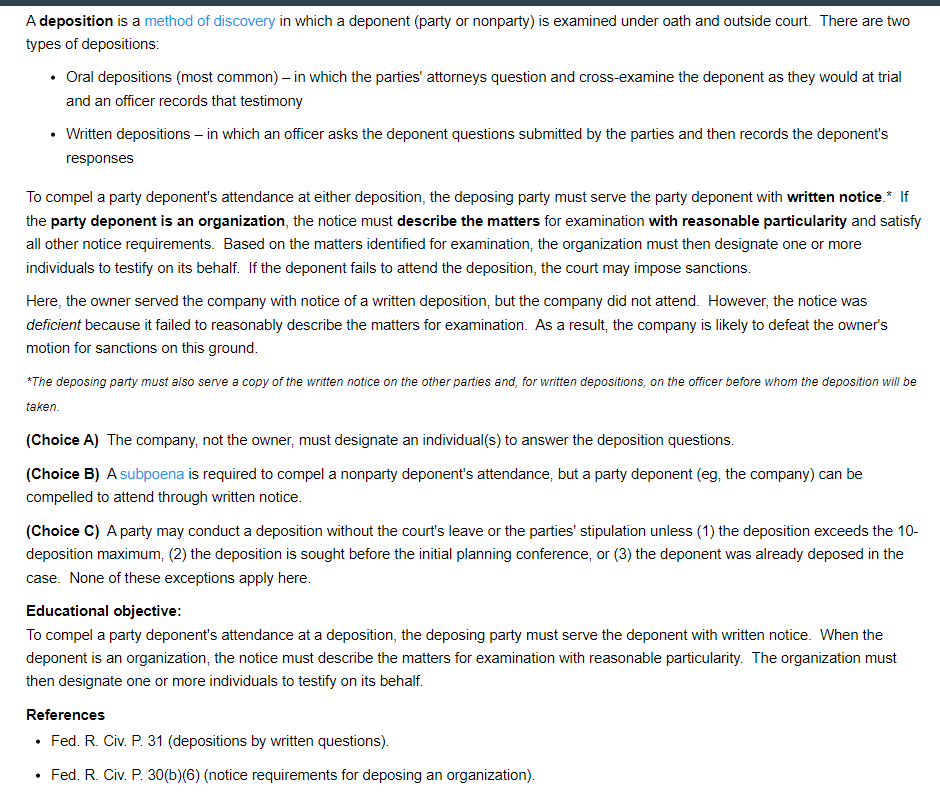 A deposition is a method of discovery in which a deponent (party or nonparty) is examined under oath and outside court.  There are two
types of depositions:
• Oral depositions (most common) – in which the parties' attorneys question and cross-examine the deponent as they would at trial
and an officer records that testimony
• Written depositions – in which an officer asks the deponent questions submitted by the parties and then records the deponent's
responses
To compel a party deponent's attendance at either deposition, the deposing party must serve the party deponent with written notice.*  If
the party deponent is an organization, the notice must describe the matters for examination with reasonable particularity and satisfy
all other notice requirements.  Based on the matters identified for examination, the organization must then designate one or more
individuals to testify on its behalf.  If the deponent fails to attend the deposition, the court may impose sanctions.
Here, the owner served the company with notice of a written deposition, but the company did not attend.  However, the notice was
deficient because it failed to reasonably describe the matters for examination.  As a result, the company is likely to defeat the owner's
motion for sanctions on this ground.
*The deposing party must also serve a copy of the written notice on the other parties and, for written depositions, on the officer before whom the deposition will be
taken.
(Choice A)  The company, not the owner, must designate an individual(s) to answer the deposition questions.
(Choice B)  A subpoena is required to compel a nonparty deponent's attendance, but a party deponent (eg, the company) can be
compelled to attend through written notice.
(Choice C)  A party may conduct a deposition without the court's leave or the parties' stipulation unless (1) the deposition exceeds the 10-
deposition maximum, (2) the deposition is sought before the initial planning conference, or (3) the deponent was already deposed in the
case.  None of these exceptions apply here.
Educational objective:
To compel a party deponent's attendance at a deposition, the deposing party must serve the deponent with written notice.  When the
deponent is an organization, the notice must describe the matters for examination with reasonable particularity.  The organization must
then designate one or more individuals to testify on its behalf.
References
• Fed. R. Civ. P. 31 (depositions by written questions).
• Fed. R. Civ. P. 30(b)(6) (notice requirements for deposing an organization).